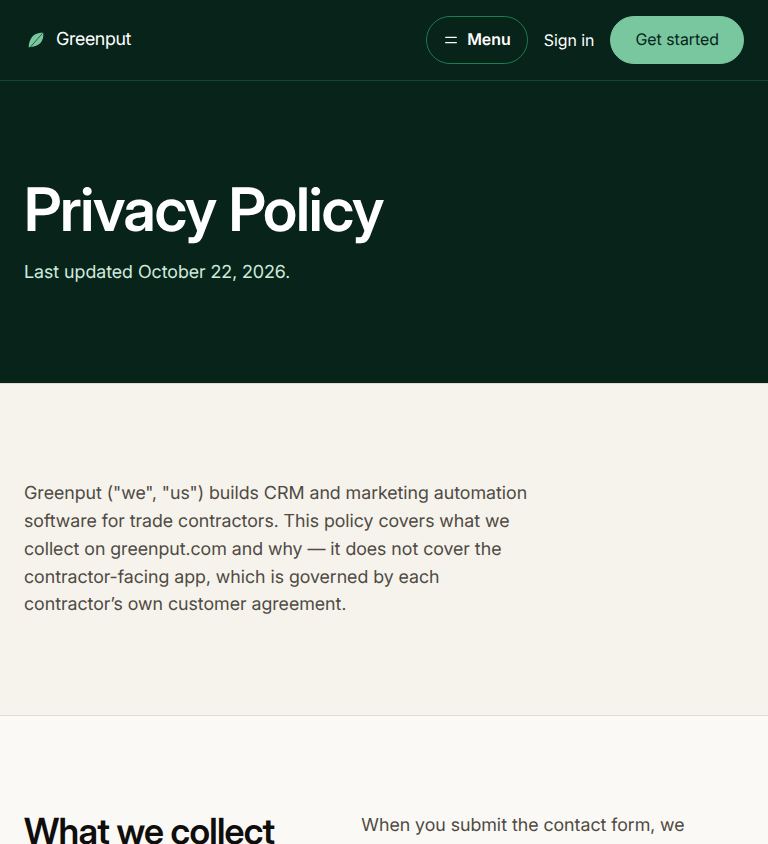 Greenput
Menu
Sign in
Get started
Privacy Policy
Last updated October 22, 2026.
Greenput ("we", "us") builds CRM and marketing automation
software for trade contractors. This policy covers what we
collect on greenput.com and why — it does not cover the
contractor-facing app, which is governed by each
contractor’s own customer agreement.
What we collect
When you submit the contact form, we